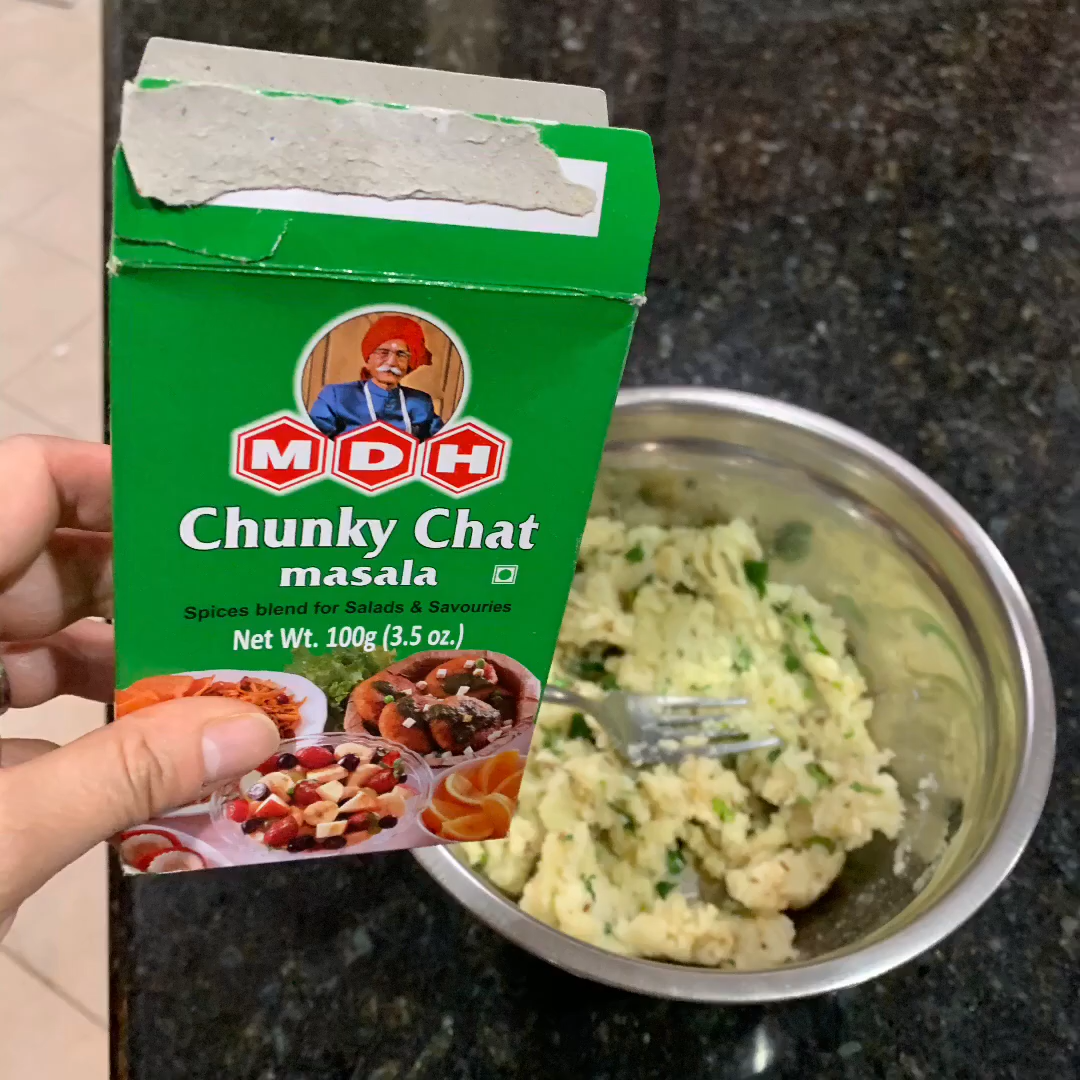 MDH
Chunky Chat
masala
Spices blend for Salads & Savouries
Net Wt. 100g (3.5 oz.)